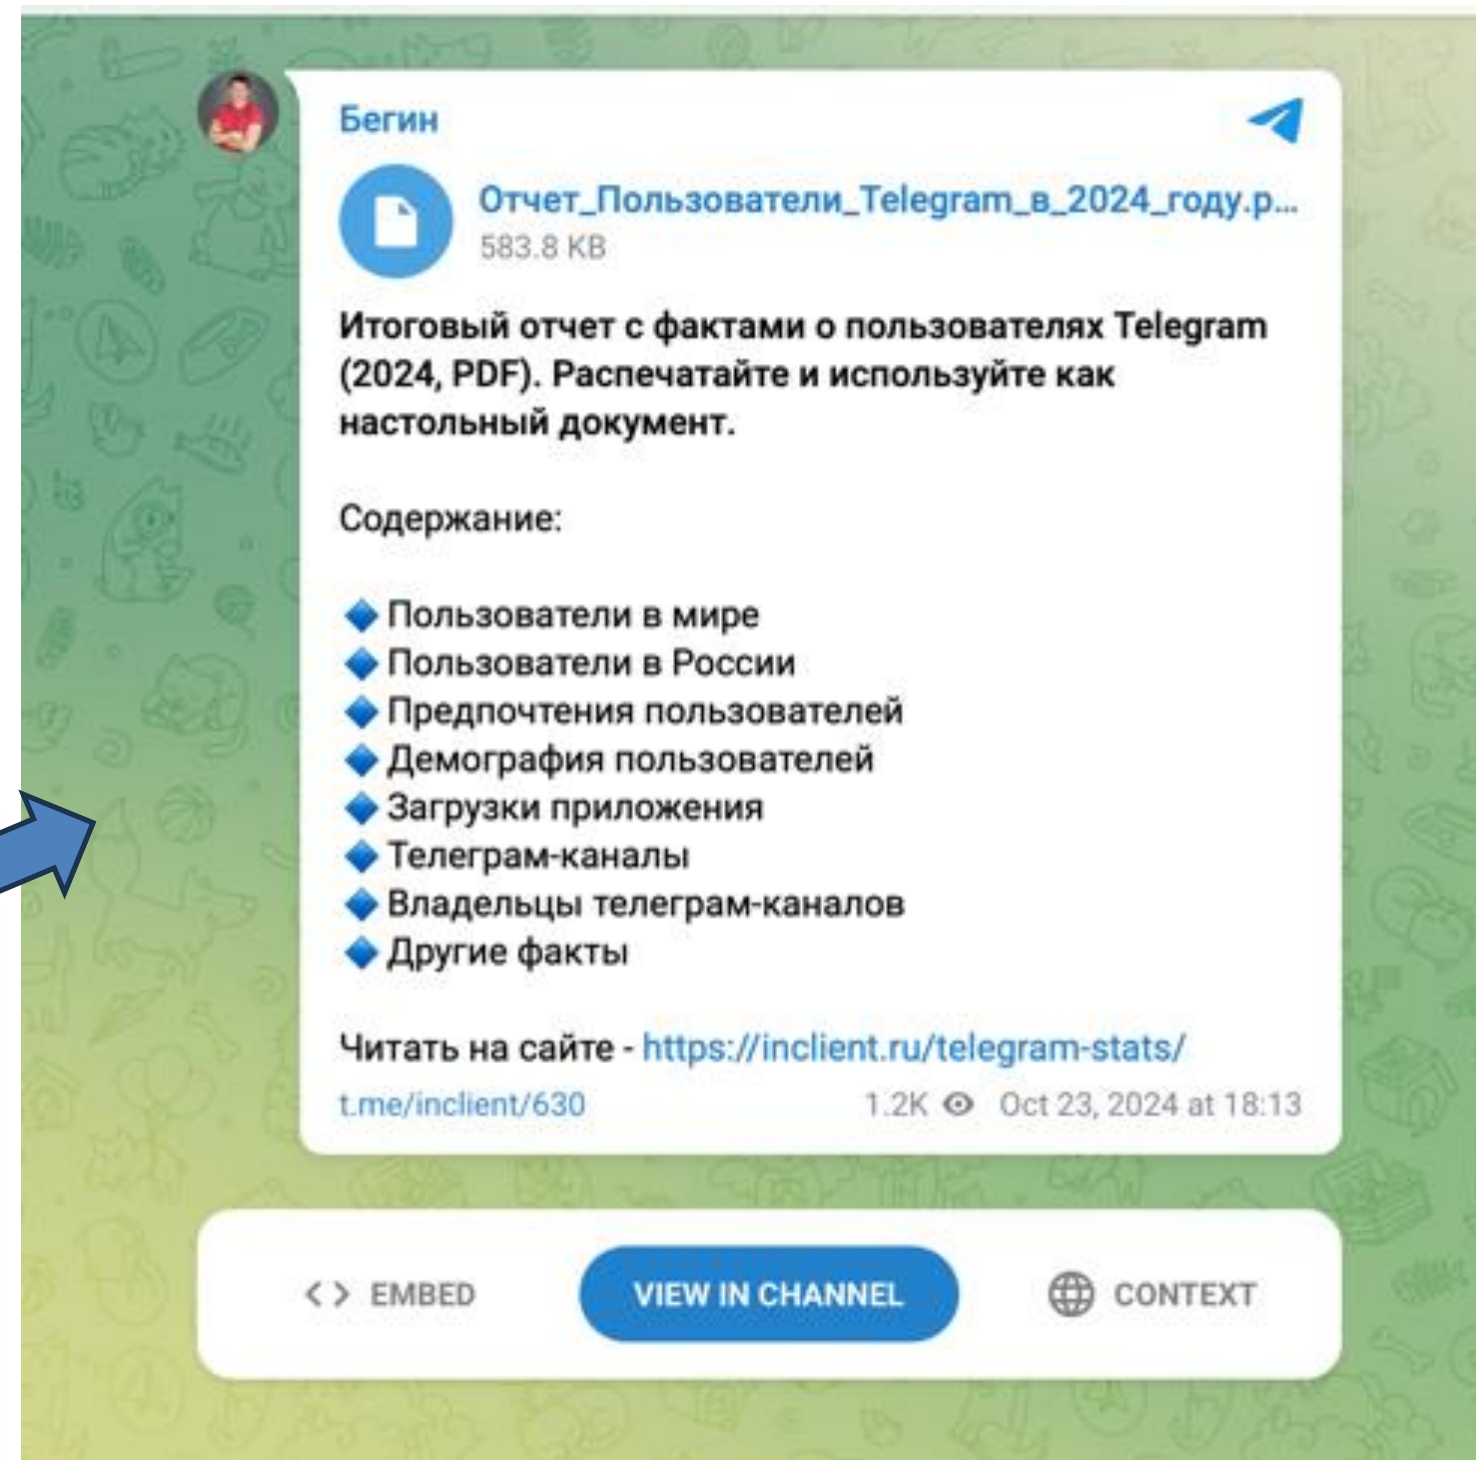 Бегин
Отчет_Пользователи_Telegram_в_2024_году.p...
583.8 KB
Итоговый отчет с фактами о пользователях Telegram
(2024, PDF). Распечатайте и используйте как
настольный документ.
Содержание:
Пользователи в мире
Пользователи в России
Предпочтения пользователей
Демография пользователей
Загрузки приложения
Телеграм-каналы
Владельцы телеграм-каналов
Другие факты
Читать на сайте - https://inclient.ru/telegram-stats/
t.me/inclient/630 1.2K Oct 23, 2024 at 18:13
<> EMBED VIEW IN CHANNEL CONTEXT